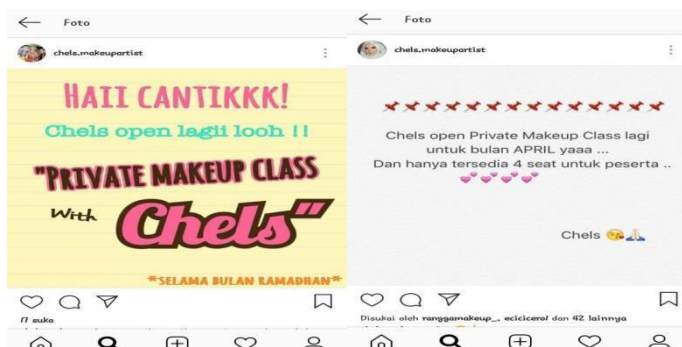 Foto
chels.makeupartist
HAII CANTIKKK!
Chels open lagii looh !!
"PRIVATE MAKEUP CLASS
With Chels"
*SELAMA BULAN RAMADHAN*
17 suka
Foto
chels.makeupartist
Chels open Private Makeup Class lagi
untuk bulan APRIL yaaa ...
Dan hanya tersedia 4 seat untuk peserta ..
Chels
Disukai oleh ranggamakeup_, ecicicerol dan 42 lainnya